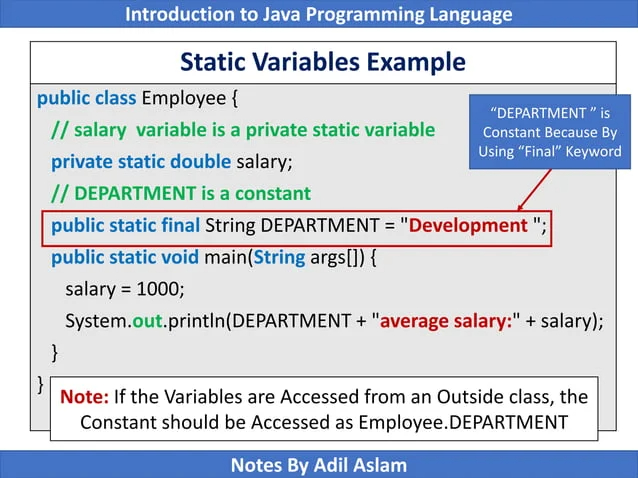 Introduction to Java Programming Language
Static Variables Example
public class Employee {
// salary variable is a private static variable
private static double salary;
// DEPARTMENT is a constant
public static final String DEPARTMENT = "Development ";
public static void main(String args[]) {
salary = 1000;
System.out.println(DEPARTMENT + "average salary:" + salary);
}
}
“DEPARTMENT ” is
Constant Because By
Using “Final” Keyword
Note: If the Variables are Accessed from an Outside class, the
Constant should be Accessed as Employee.DEPARTMENT
Notes By Adil Aslam